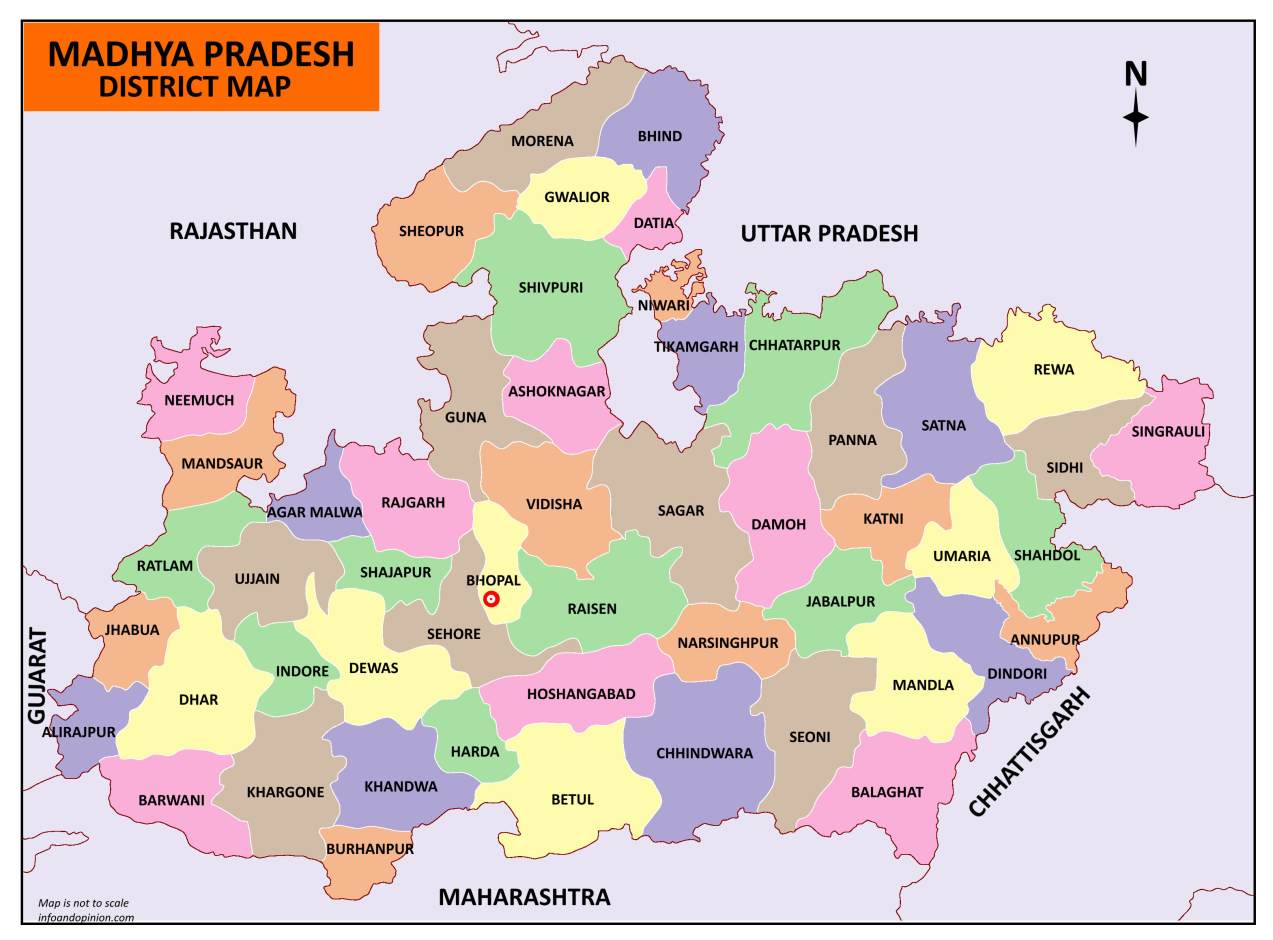 MADHYA PRADESH
DISTRICT MAP
N
MORENA
BHIND
GWALIOR
DATIA
SHEOPUR
RAJASTHAN
UTTAR PRADESH
SHIVPURI
NIWARI
TIKAMGARH
CHHATARPUR
REWA
NEEMUCH
ASHOKNAGAR
GUNA
PANNA
SATNA
SINGRAULI
MANDSAUR
SIDHI
AGAR MALWA
RAJGARH
VIDISHA
SAGAR
DAMOH
KATNI
UMARIA
SHAHDOL
RATLAM
UJJAIN
SHAJAPUR
BHOPAL
RAISEN
JABALPUR
JHABUA
SEHORE
NARSINGHPUR
ANNUPUR
INDORE
DEWAS
DINDORI
GUJARAT
DHAR
HOSHANGABAD
MANDLA
ALIRAJPUR
HARDA
CHHINDWARA
SEONI
CHHATTISGARH
BARWANI
KHARGONE
KHANDWA
BETUL
BALAGHAT
BURHANPUR
MAHARASHTRA
Map is not to scale
infoandopinion.com